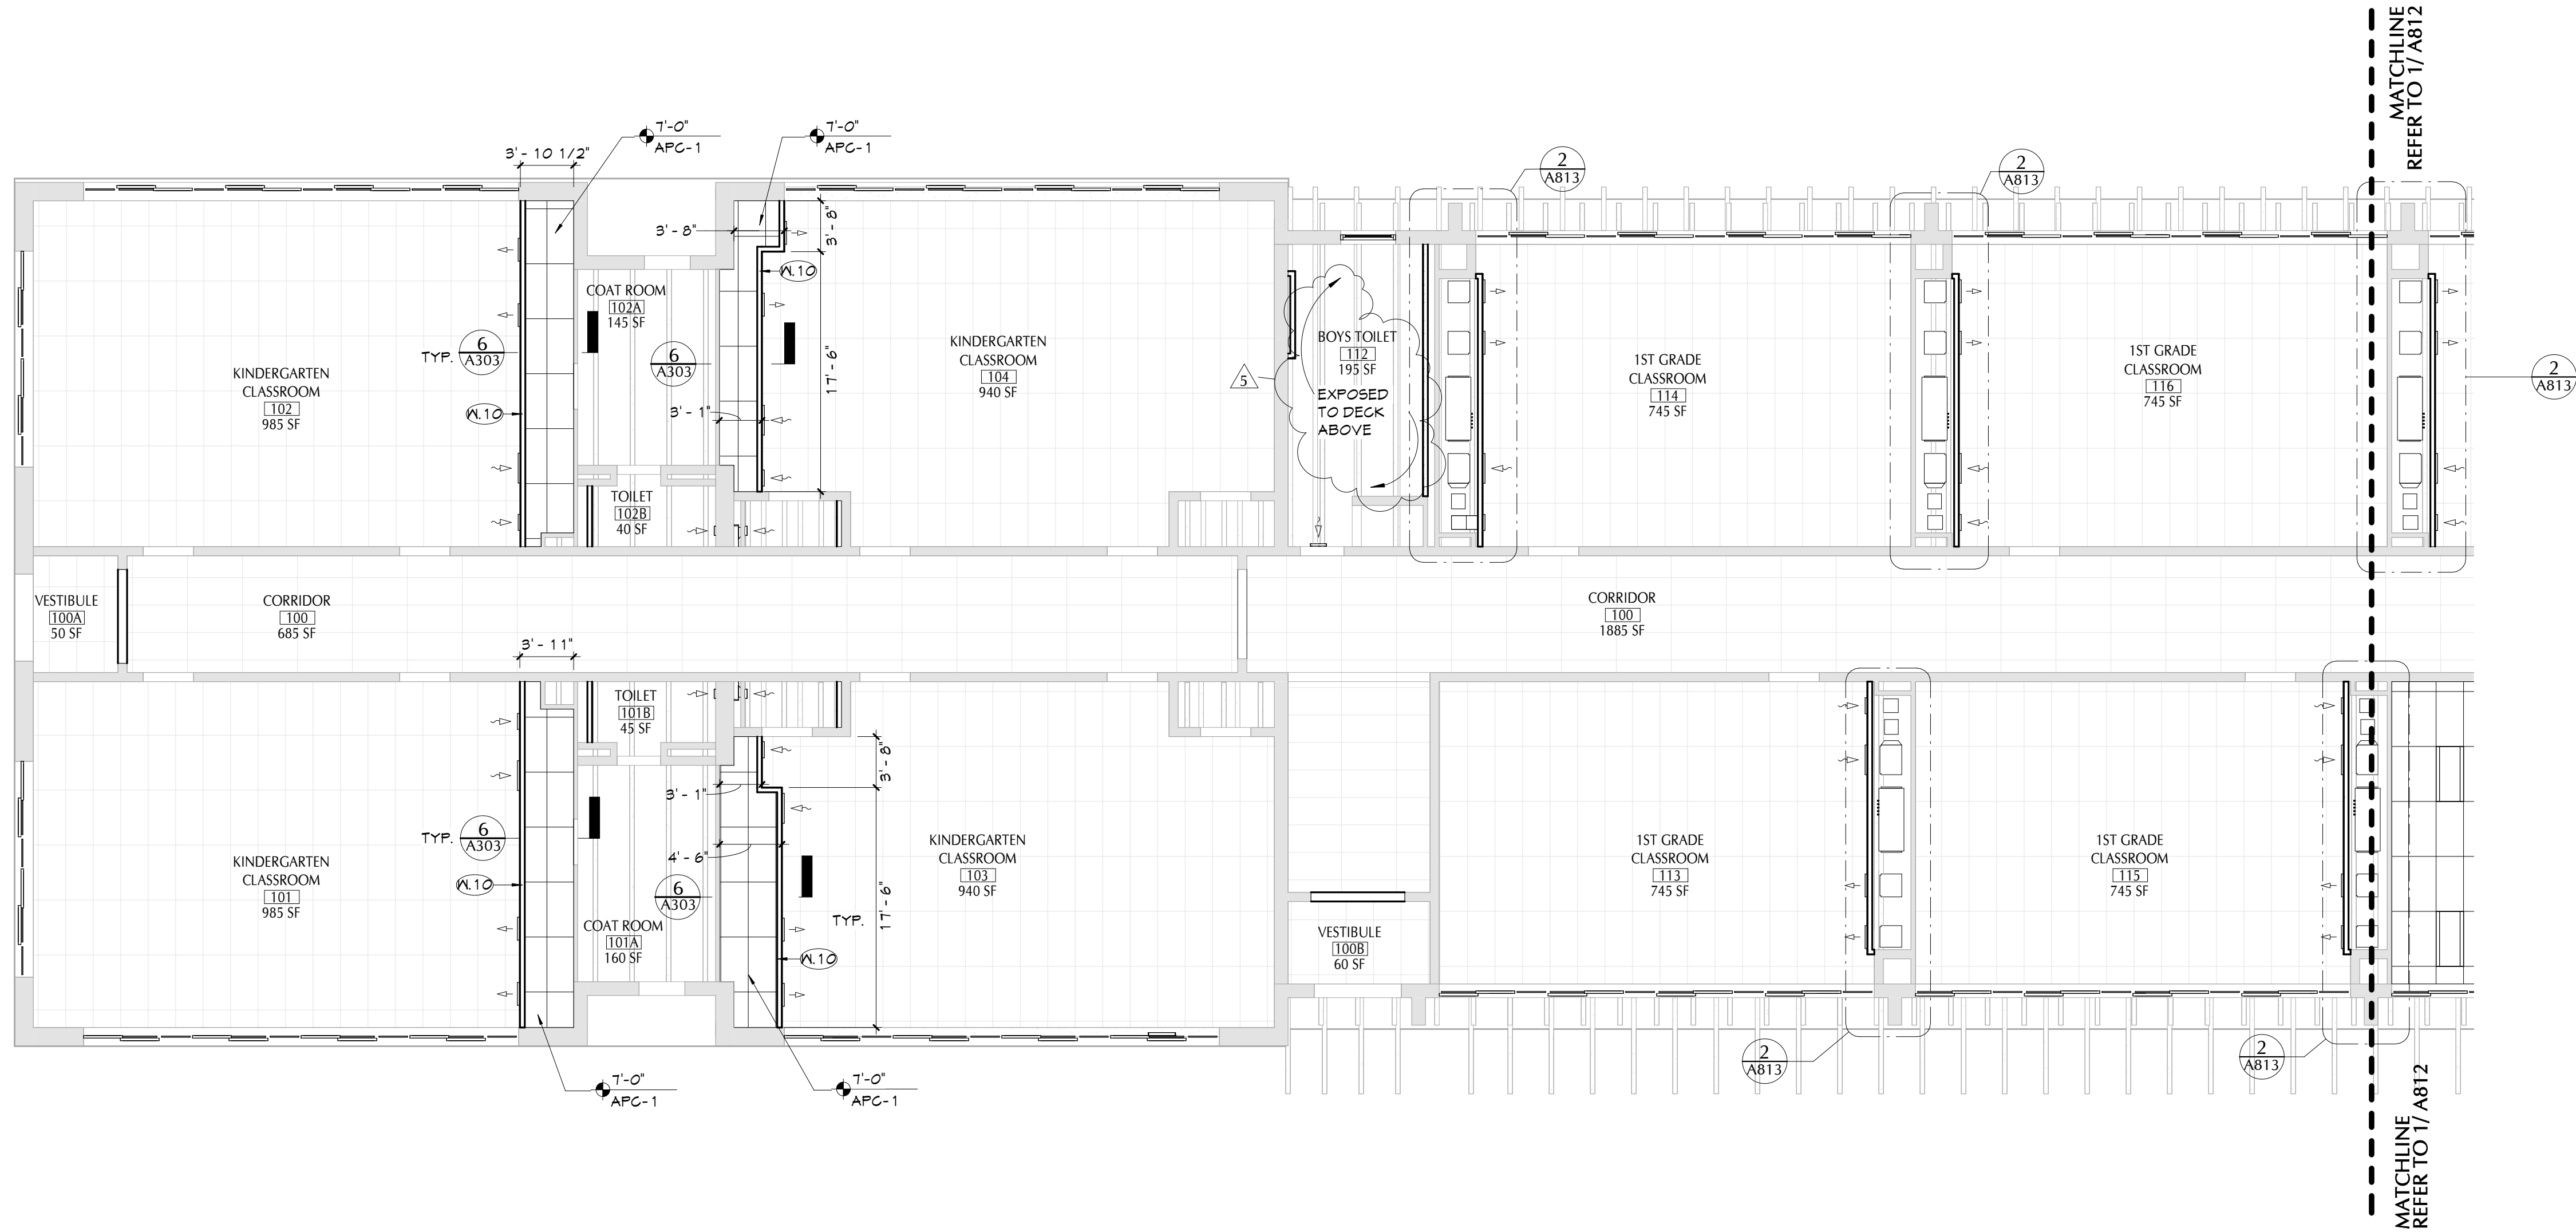 MATCHLINE
REFER TO 1/ A812
7'-0"
APC-1
7'-0"
APC-1
3' - 10 1/2"
2
A813
2
A813
3' - 8"
3' - 8"
W.10
COAT ROOM
102A
145 SF
KINDERGARTEN
CLASSROOM
102
985 SF
TYP.
6
A303
W.10
6
A303
3' - 1"
17' - 6"
KINDERGARTEN
CLASSROOM
104
940 SF
5
BOYS TOILET
112
195 SF
EXPOSED
TO DECK
ABOVE
1ST GRADE
CLASSROOM
114
745 SF
1ST GRADE
CLASSROOM
116
745 SF
2
A813
TOILET
102B
40 SF
VESTIBULE
100A
50 SF
CORRIDOR
100
685 SF
CORRIDOR
100
1885 SF
3' - 11"
TOILET
101B
45 SF
3' - 8"
3' - 1"
TYP.
6
A303
4' - 6"
KINDERGARTEN
CLASSROOM
101
985 SF
W.10
6
A303
COAT ROOM
101A
160 SF
KINDERGARTEN
CLASSROOM
103
940 SF
TYP.
17' - 6"
W.10
VESTIBULE
100B
60 SF
1ST GRADE
CLASSROOM
113
745 SF
1ST GRADE
CLASSROOM
115
745 SF
2
A813
2
A813
7'-0"
APC-1
7'-0"
APC-1
MATCHLINE
REFER TO 1/ A812